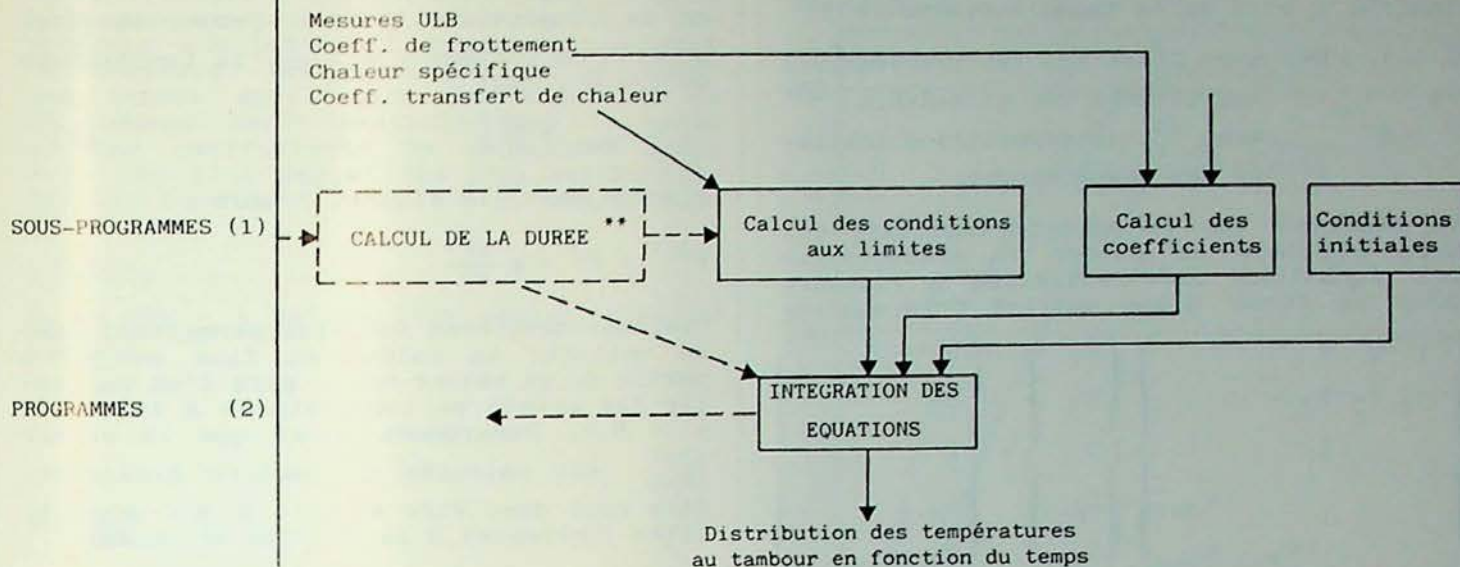 Mesures ULB
Coeff. de frottement
Chaleur spécifique
Coeff. transfert de chaleur
SOUS-PROGRAMMES (1)
CALCUL DE LA DUREE **
Calcul des conditions
aux limites
Calcul des
coefficients
Conditions
initiales
PROGRAMMES (2)
INTEGRATION DES
EQUATIONS
Distribution des températures
au tambour en fonction du temps